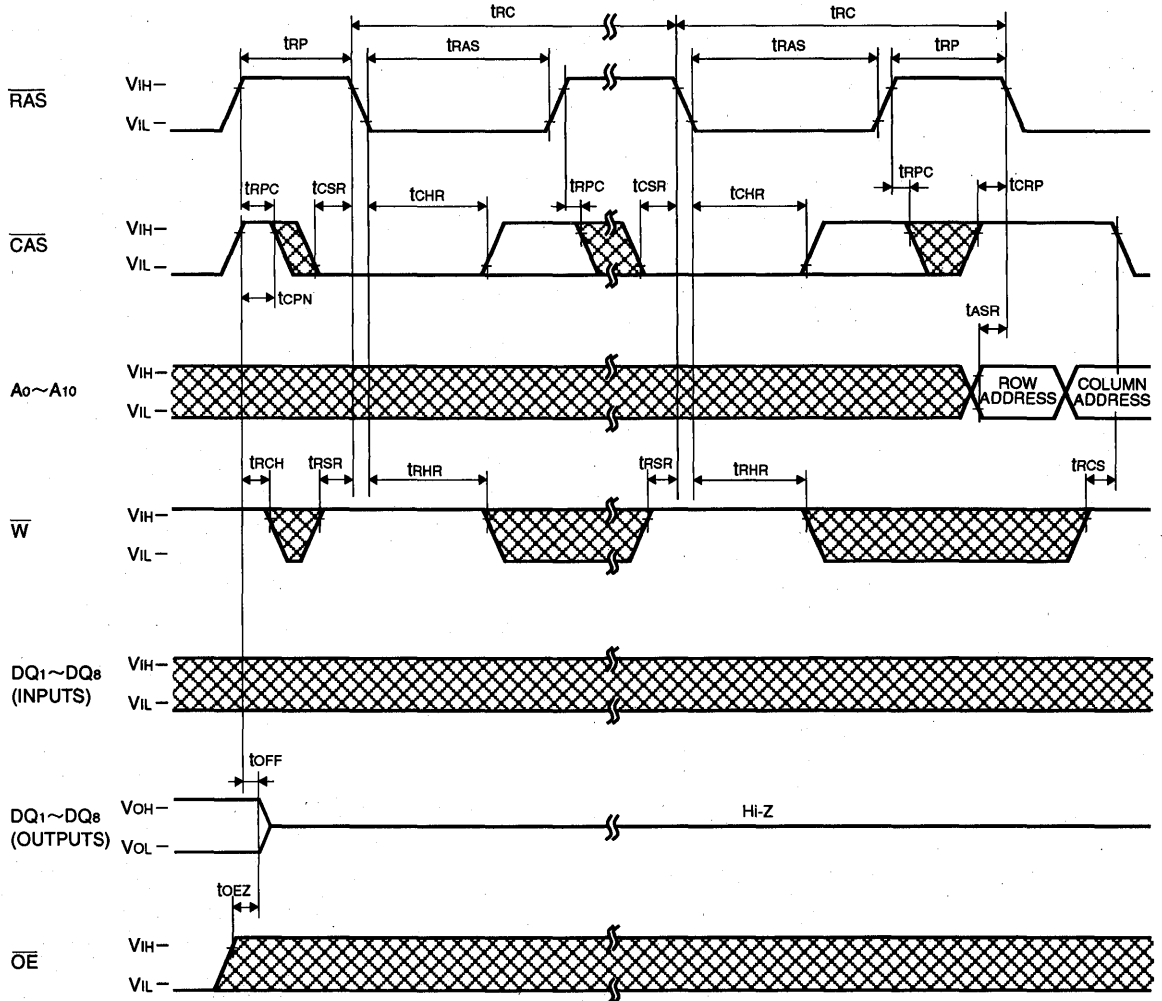 tRC tRC
tRP tRAS tRAS tRP
RAS VIH
VIL
tRPC tCSR tCHR tRPC tCSR tCHR tRPC tCRP
CAS VIH
VIL
tCPN
tASR
A0~A10 VIH
VIL
ROW ADDRESS
COLUMN ADDRESS
tRCH tRSR tRHR tRSR tRHR tRCS
W VIH
VIL
DQ1~DQ8 (INPUTS) VIH
VIL
tOFF
DQ1~DQ8 (OUTPUTS) VOH
VOL
Hi-Z
tOEZ
OE VIH
VIL